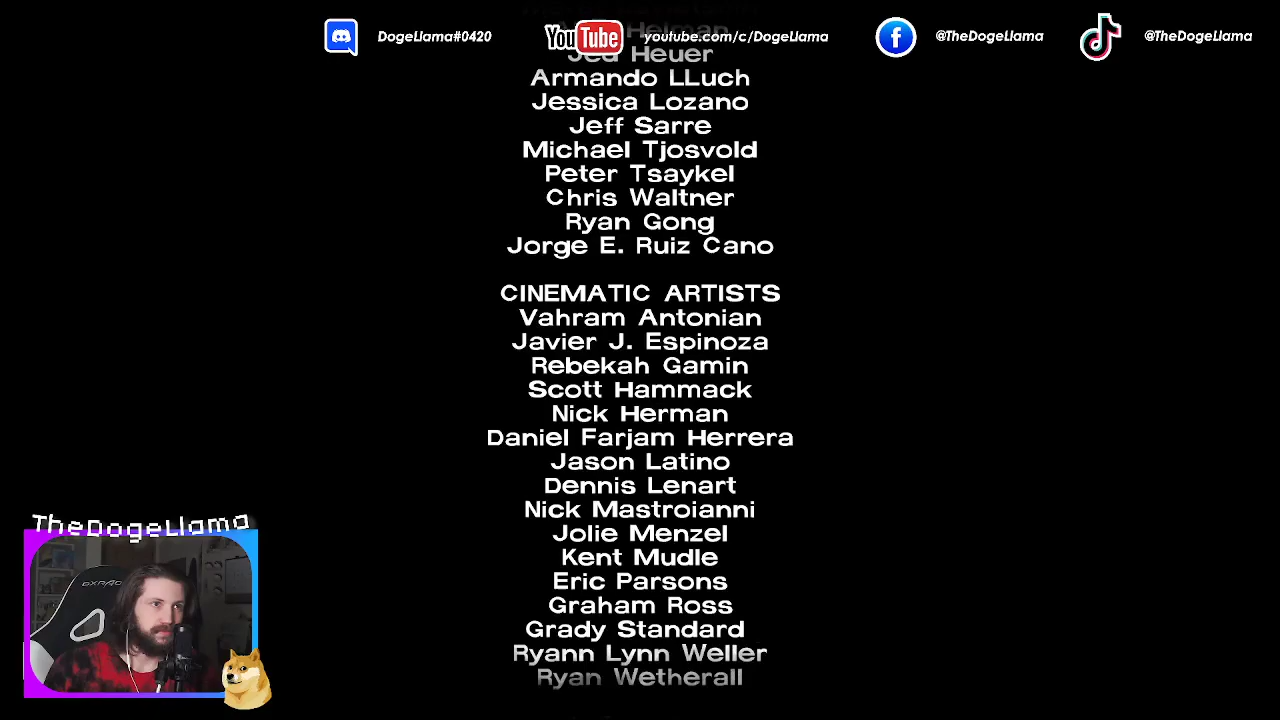 DogeLlama#0420
YouTube
youtube.com/c/DogeLlama
@TheDogeLlama
@TheDogeLlama
Heiman
Jed Heuer
Armando LLuch
Jessica Lozano
Jeff Sarre
Michael Tjosvold
Peter Tsaykel
Chris Waltner
Ryan Gong
Jorge E. Ruiz Cano
CINEMATIC ARTISTS
Vahram Antonian
Javier J. Espinoza
Rebekah Gamin
Scott Hammack
Nick Herman
Daniel Farjam Herrera
Jason Latino
Dennis Lenart
Nick Mastroianni
Jolie Menzel
Kent Mudle
Eric Parsons
Graham Ross
Grady Standard
Ryann Lynn Weller
Ryan Wetherall
TheDogeLlama